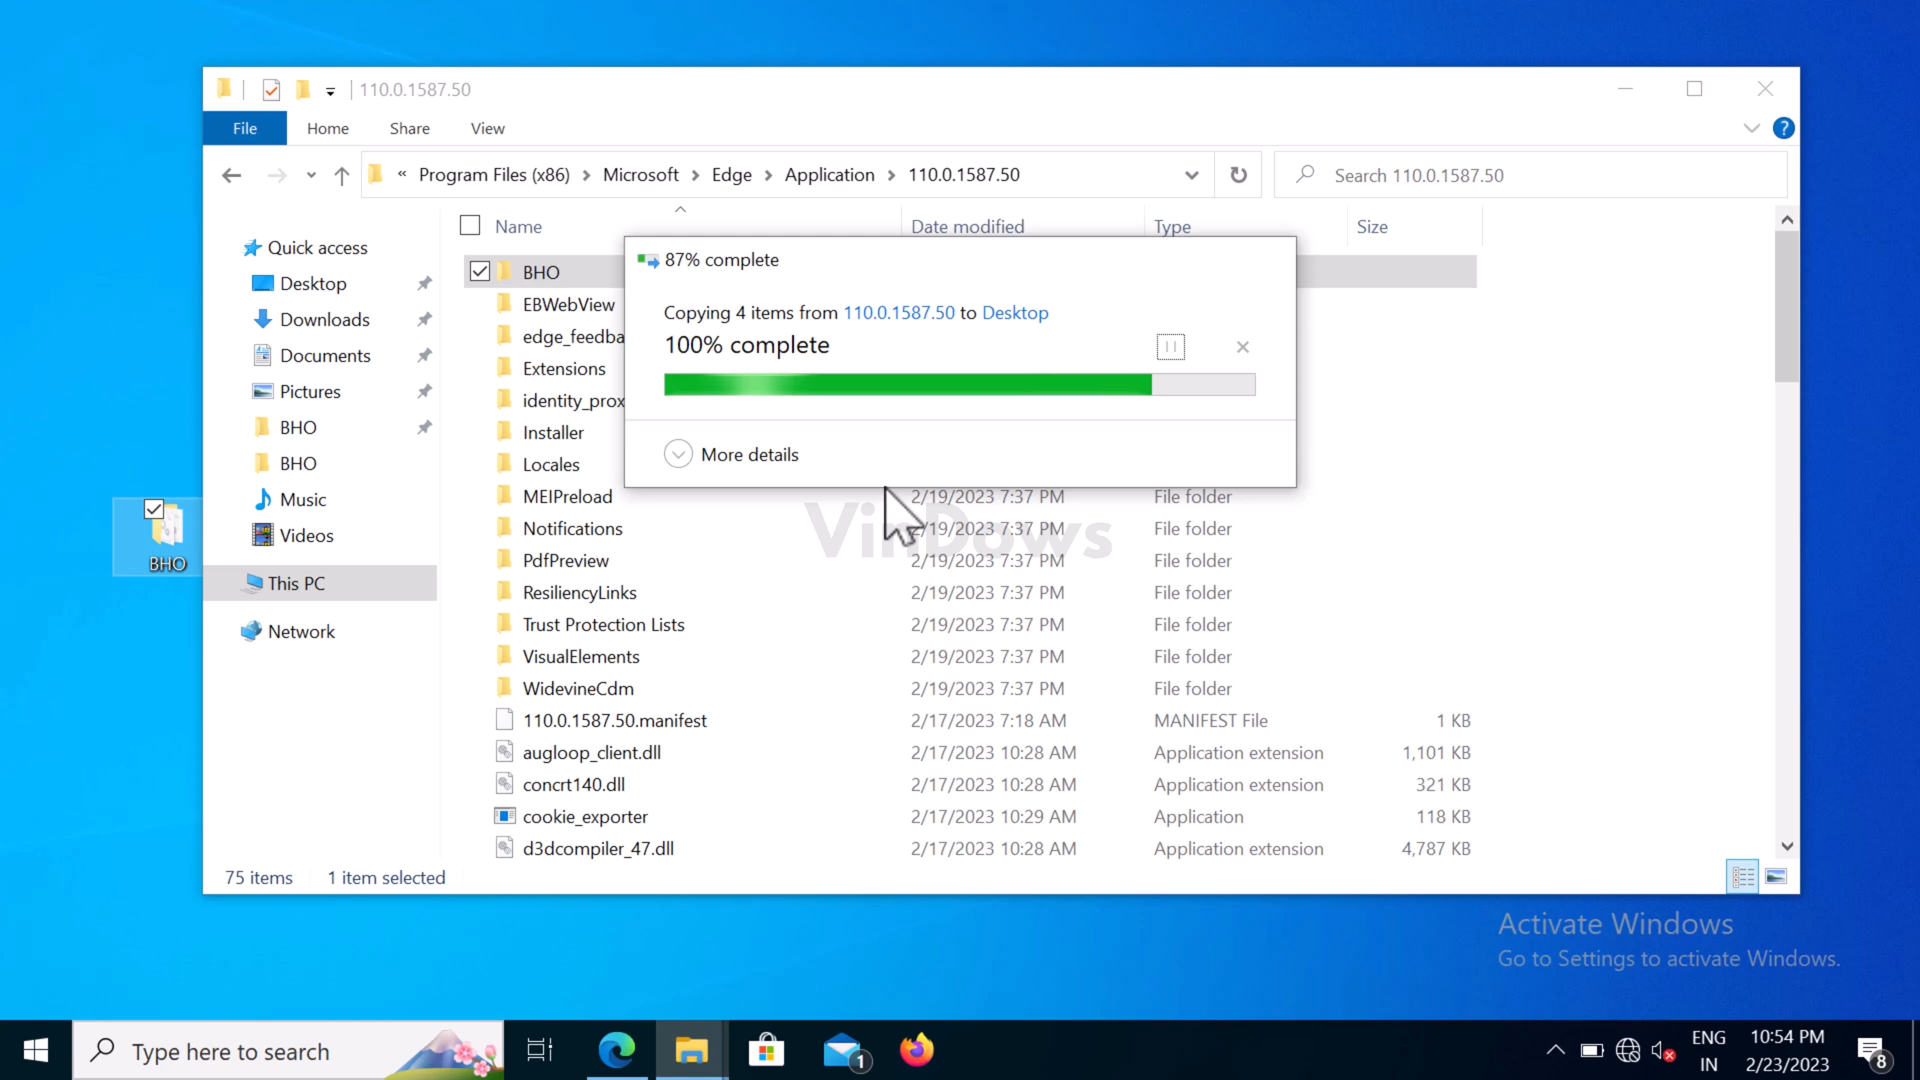 110.0.1587.50
File Home Share View
« Program Files (x86) > Microsoft > Edge > Application > 110.0.1587.50
Search 110.0.1587.50
Name Date modified Type Size
Quick access
Desktop
Downloads
Documents
Pictures
BHO
BHO
Music
Videos
This PC
Network
BHO
BHO
EBWebView
edge_feedba
Extensions
identity_prox
Installer
Locales
87% complete
Copying 4 items from 110.0.1587.50 to Desktop
100% complete
More details
MEIPreload 2/19/2023 7:37 PM File folder
Notifications 2/19/2023 7:37 PM File folder
VinDows
PdfPreview 2/19/2023 7:37 PM File folder
ResiliencyLinks 2/19/2023 7:37 PM File folder
Trust Protection Lists 2/19/2023 7:37 PM File folder
VisualElements 2/19/2023 7:37 PM File folder
WidevineCdm 2/19/2023 7:37 PM File folder
110.0.1587.50.manifest 2/17/2023 7:18 AM MANIFEST File 1 KB
augloop_client.dll 2/17/2023 10:28 AM Application extension 1,101 KB
concrt140.dll 2/17/2023 10:28 AM Application extension 321 KB
cookie_exporter 2/17/2023 10:29 AM Application 118 KB
d3dcompiler_47.dll 2/17/2023 10:28 AM Application extension 4,787 KB
75 items 1 item selected
Activate Windows
Go to Settings to activate Windows.
Type here to search
1
ENG
IN
10:54 PM
2/23/2023
8